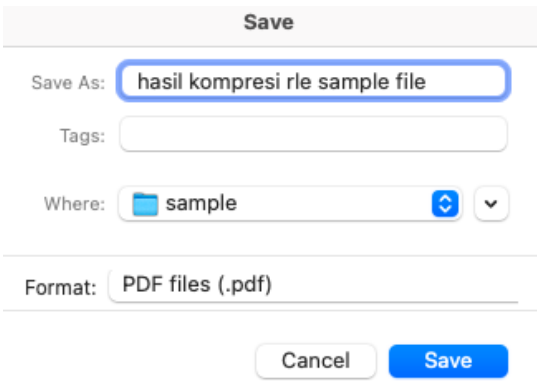 Save
Save As: hasil kompresi rle sample file
Tags:
Where: sample
Format: PDF files (.pdf)
Cancel Save